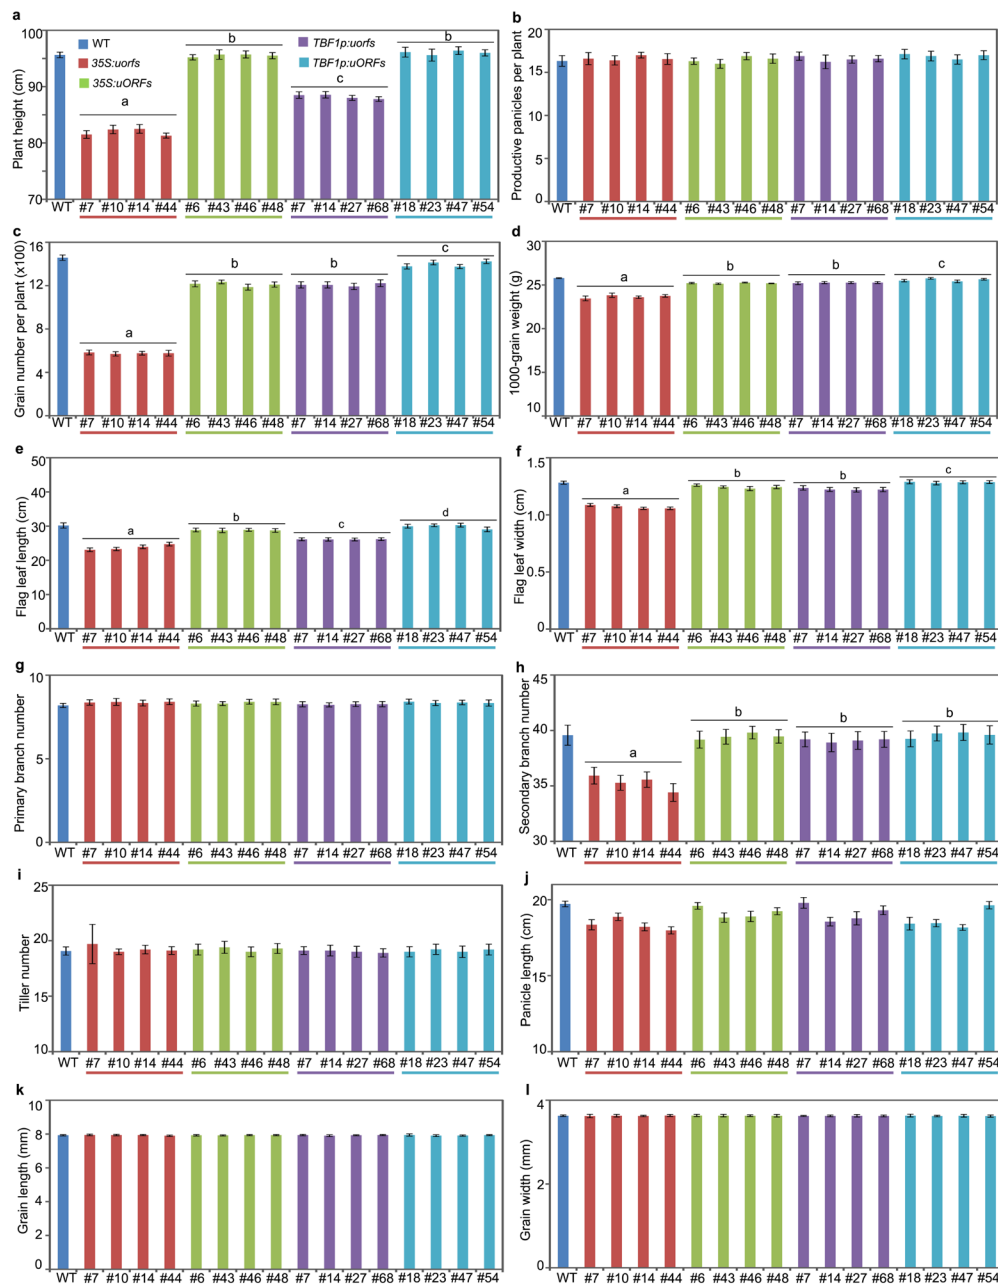 a
Plant height (cm)
100
90
80
70
WT
35S:uorfs
35S:uORFs
TBF1p:uorfs
TBF1p:uORFs
a
b
c
b
WT #7 #10 #14 #44 #6 #43 #46 #48 #7 #14 #27 #68 #18 #23 #47 #54
b
Productive panicles per plant
20
15
10
5
0
WT #7 #10 #14 #44 #6 #43 #46 #48 #7 #14 #27 #68 #18 #23 #47 #54
c
Grain number per plant (x100)
16
12
8
4
0
a
b
b
c
WT #7 #10 #14 #44 #6 #43 #46 #48 #7 #14 #27 #68 #18 #23 #47 #54
d
1000-grain weight (g)
30
25
20
15
10
a
b
b
c
WT #7 #10 #14 #44 #6 #43 #46 #48 #7 #14 #27 #68 #18 #23 #47 #54
e
Flag leaf length (cm)
50
40
30
20
10
0
a
b
c
d
WT #7 #10 #14 #44 #6 #43 #46 #48 #7 #14 #27 #68 #18 #23 #47 #54
f
Flag leaf width (cm)
1.5
1.0
0.5
0
a
b
b
c
WT #7 #10 #14 #44 #6 #43 #46 #48 #7 #14 #27 #68 #18 #23 #47 #54
g
Primary branch number
10
5
0
WT #7 #10 #14 #44 #6 #43 #46 #48 #7 #14 #27 #68 #18 #23 #47 #54
h
Secondary branch number
45
40
35
30
a
b
b
b
WT #7 #10 #14 #44 #6 #43 #46 #48 #7 #14 #27 #68 #18 #23 #47 #54
i
Tiller number
25
20
15
10
WT #7 #10 #14 #44 #6 #43 #46 #48 #7 #14 #27 #68 #18 #23 #47 #54
j
Panicle length (cm)
20
15
10
WT #7 #10 #14 #44 #6 #43 #46 #48 #7 #14 #27 #68 #18 #23 #47 #54
k
Grain length (mm)
10
8
6
4
2
0
WT #7 #10 #14 #44 #6 #43 #46 #48 #7 #14 #27 #68 #18 #23 #47 #54
l
Grain width (mm)
4
2
0
WT #7 #10 #14 #44 #6 #43 #46 #48 #7 #14 #27 #68 #18 #23 #47 #54